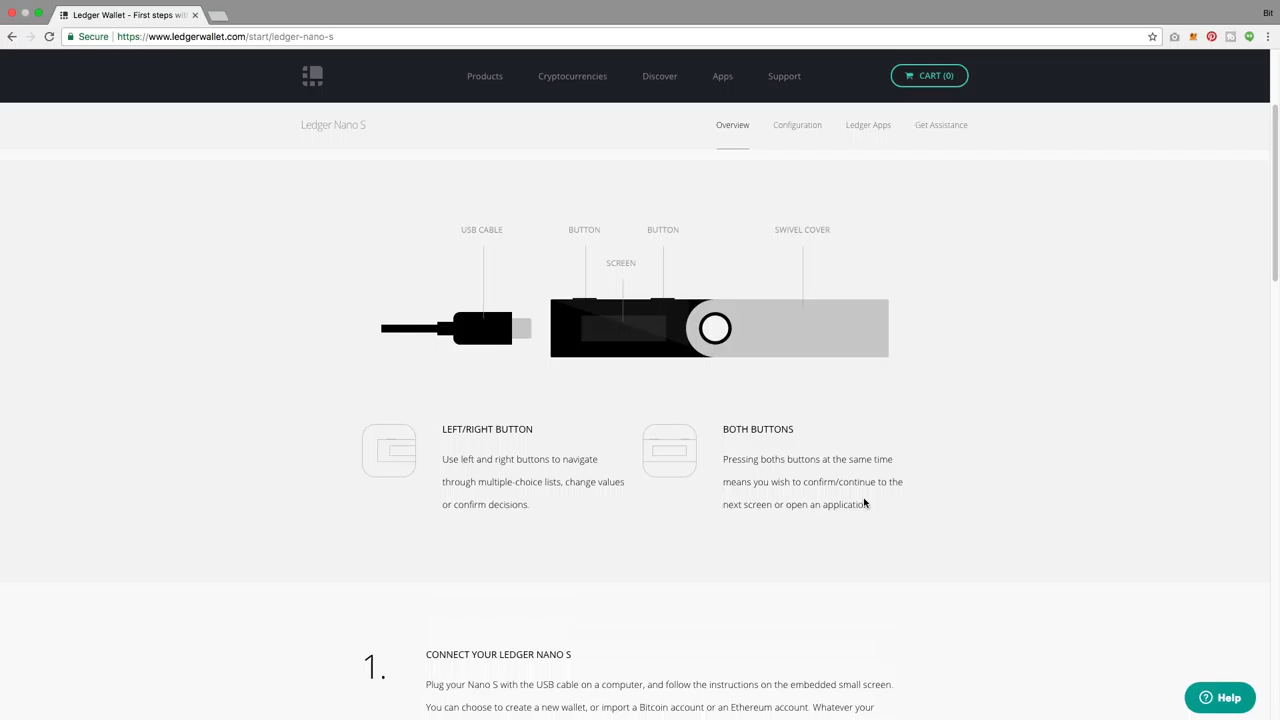 Ledger Wallet - First steps wit
Bit
Secure
https://www.ledgerwallet.com/start/ledger-nano-s
Products
Cryptocurrencies
Discover
Apps
Support
CART (0)
Ledger Nano S
Overview
Configuration
Ledger Apps
Get Assistance
USB CABLE
BUTTON
BUTTON
SWIVEL COVER
SCREEN
LEFT/RIGHT BUTTON
Use left and right buttons to navigate
through multiple-choice lists, change values
or confirm decisions.
BOTH BUTTONS
Pressing boths buttons at the same time
means you wish to confirm/continue to the
next screen or open an application.
1.
CONNECT YOUR LEDGER NANO S
Plug your Nano S with the USB cable on a computer, and follow the instructions on the embedded small screen.
You can choose to create a new wallet, or import a Bitcoin account or an Ethereum account. Whatever your
Help